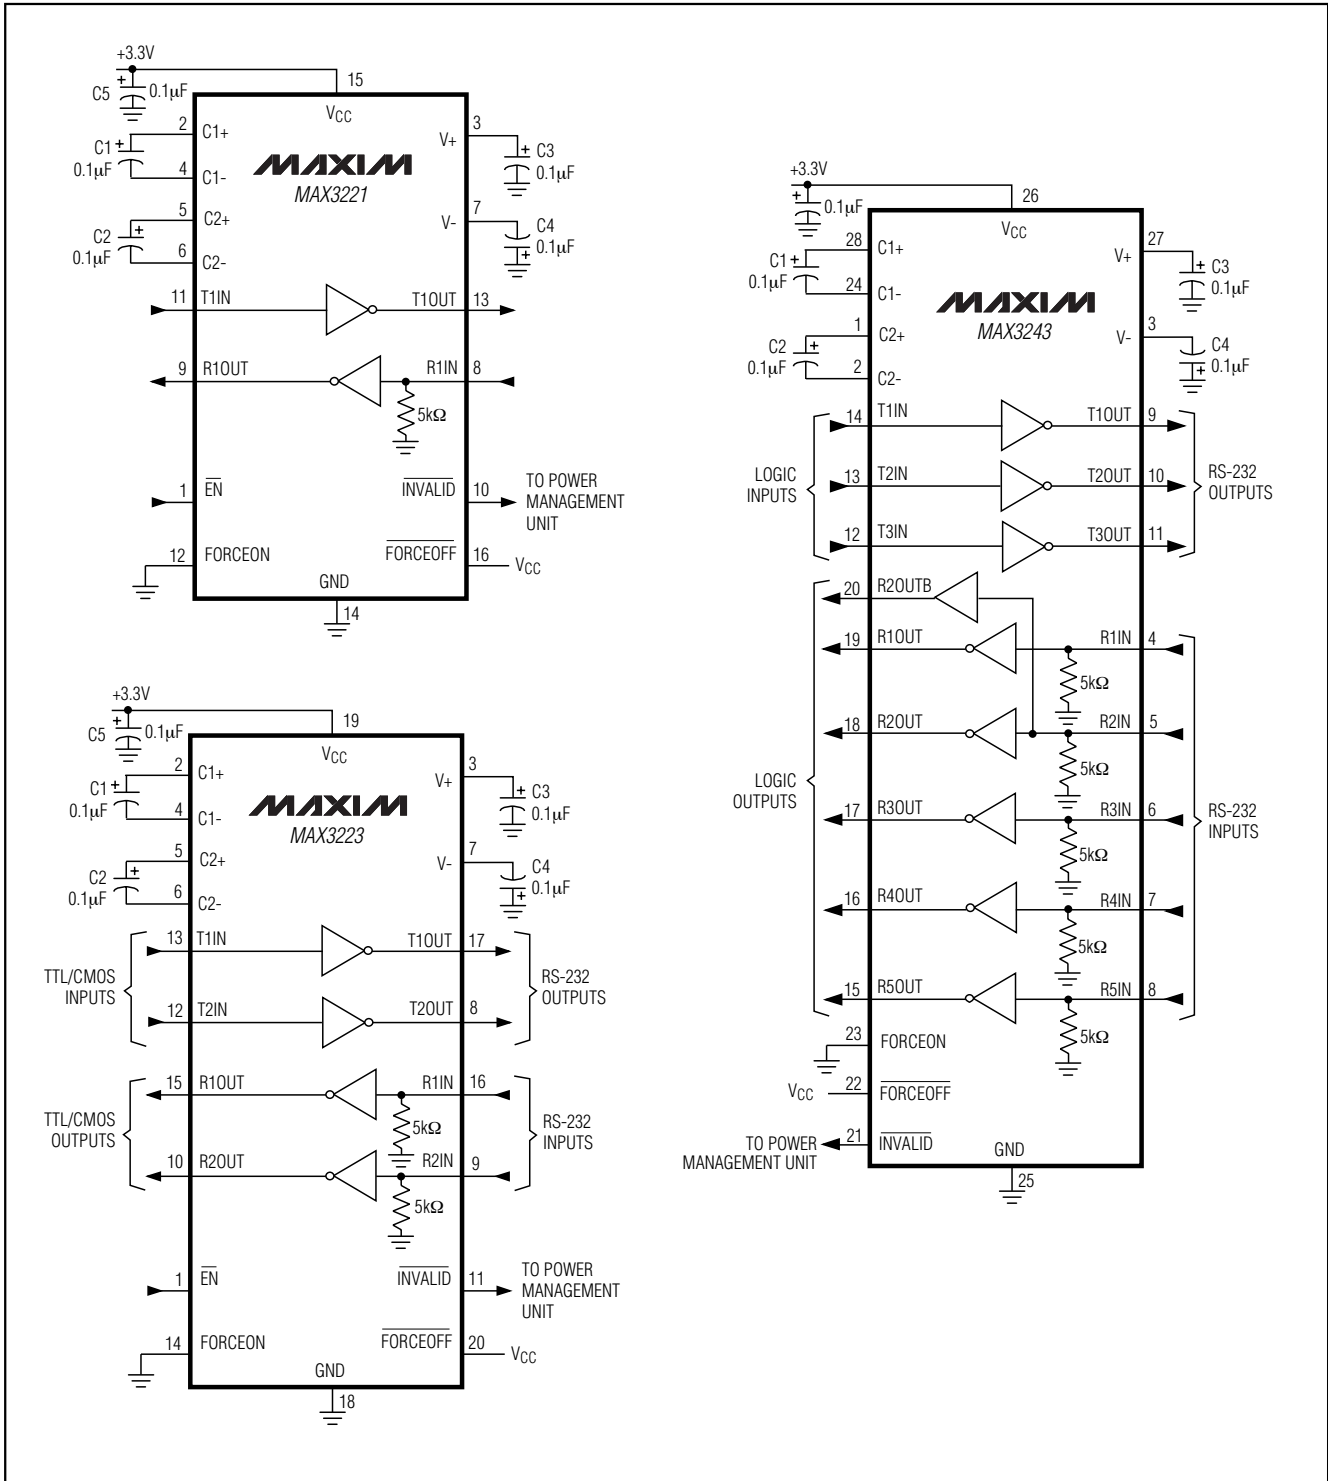 +3.3V
C5
+
0.1µF
15
VCC
2
C1+
C1
+
0.1µF
4
C1-
5
C2+
C2
+
0.1µF
6
C2-
MAXIM
MAX3221
V+
3
+
C3
0.1µF
V-
7
C4
0.1µF
+
11
T1IN
T1OUT
13
9
R1OUT
R1IN
8
5kΩ
1
EN
INVALID
10
TO POWER
MANAGEMENT
UNIT
12
FORCEON
FORCEOFF
16
VCC
GND
14
+3.3V
C5
+
0.1µF
19
VCC
2
C1+
C1
+
0.1µF
4
C1-
5
C2+
C2
+
0.1µF
6
C2-
MAXIM
MAX3223
V+
3
+
C3
0.1µF
V-
7
C4
0.1µF
+
TTL/CMOS
INPUTS
13
T1IN
T1OUT
17
12
T2IN
T2OUT
8
RS-232
OUTPUTS
TTL/CMOS
OUTPUTS
15
R1OUT
R1IN
16
5kΩ
10
R2OUT
R2IN
9
5kΩ
RS-232
INPUTS
1
EN
INVALID
11
TO POWER
MANAGEMENT
UNIT
14
FORCEON
FORCEOFF
20
VCC
GND
18
+3.3V
+
0.1µF
26
VCC
28
C1+
C1
+
0.1µF
24
C1-
1
C2+
C2
+
0.1µF
2
C2-
MAXIM
MAX3243
V+
27
+
C3
0.1µF
V-
3
C4
0.1µF
+
LOGIC
INPUTS
14
T1IN
T1OUT
9
13
T2IN
T2OUT
10
12
T3IN
T3OUT
11
RS-232
OUTPUTS
LOGIC
OUTPUTS
20
R2OUTB
19
R1OUT
R1IN
4
5kΩ
18
R2OUT
R2IN
5
5kΩ
17
R3OUT
R3IN
6
5kΩ
16
R4OUT
R4IN
7
5kΩ
15
R5OUT
R5IN
8
5kΩ
RS-232
INPUTS
23
FORCEON
VCC
22
FORCEOFF
TO POWER
MANAGEMENT UNIT
21
INVALID
GND
25